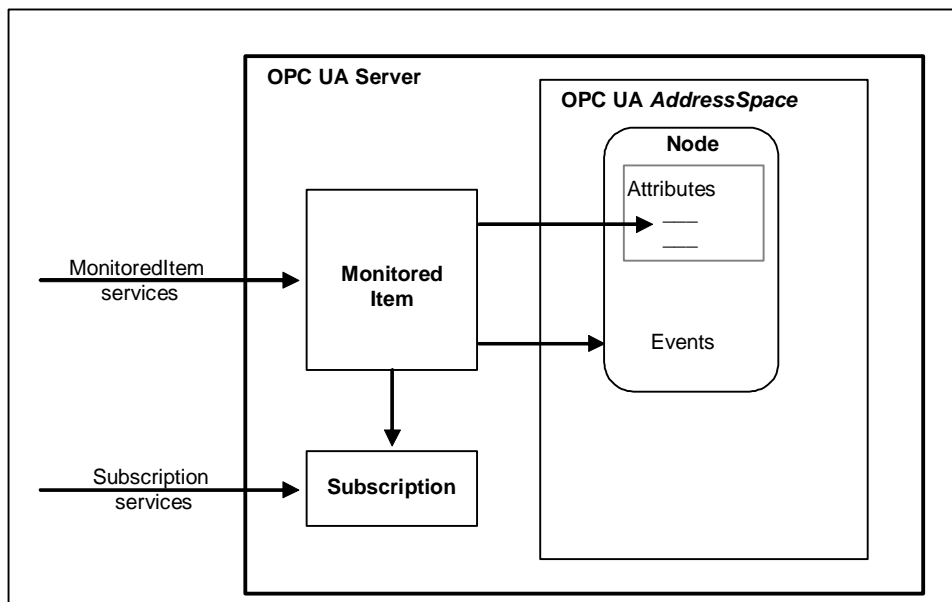 OPC UA Server
OPC UA AddressSpace
Node
Attributes
MonitoredItem
services
Monitored
Item
Events
Subscription
services
Subscription